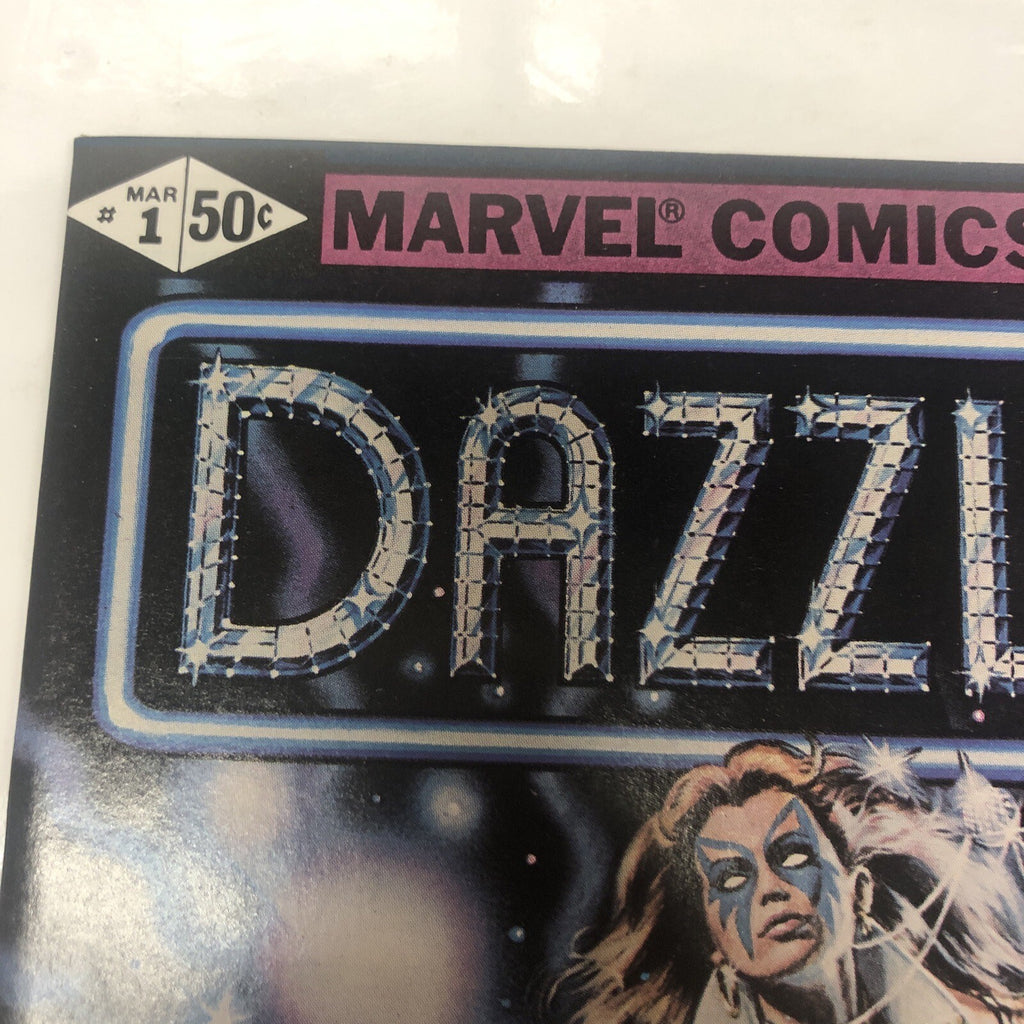 MAR
# 1 50¢
MARVEL® COMICS
DAZZL